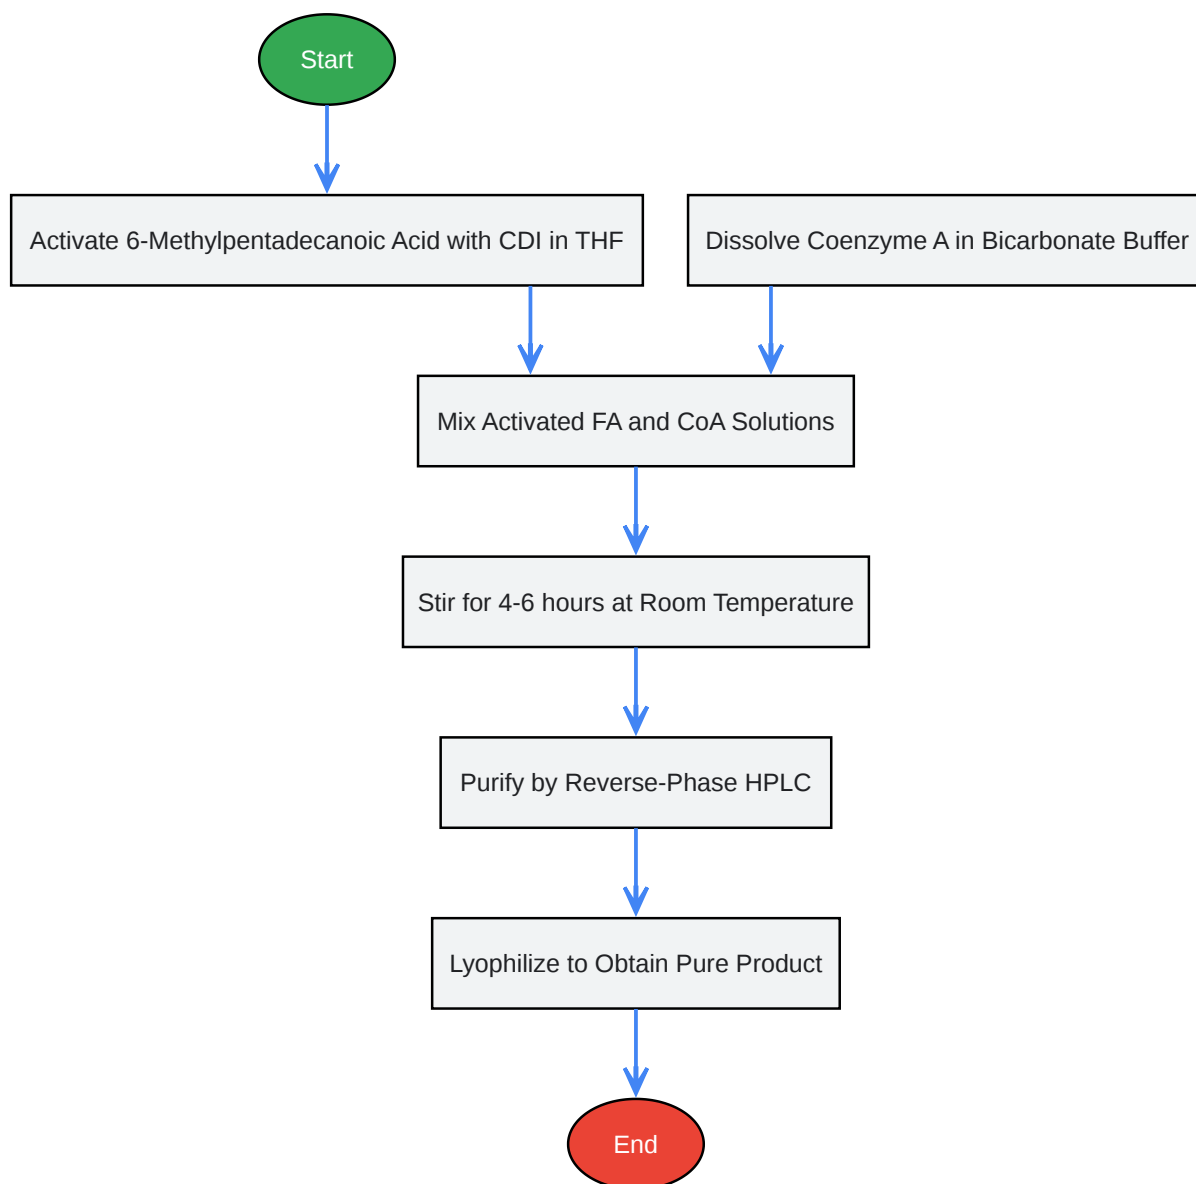 Start
Activate 6-Methylpentadecanoic Acid with CDI in THF
Dissolve Coenzyme A in Bicarbonate Buffer
Mix Activated FA and CoA Solutions
Stir for 4-6 hours at Room Temperature
Purify by Reverse-Phase HPLC
Lyophilize to Obtain Pure Product
End